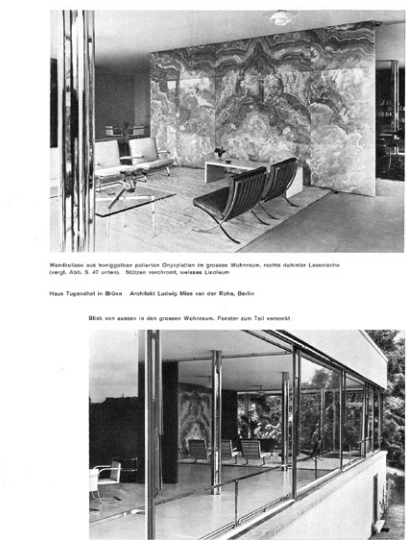 Wandkulisse aus honiggelben polierten Onyxplatten im grossen Wohnraum, rechts dahinter Lesenische
(vergl. Abb. S. 47 unten). Stützen verchromt, weisses Linoleum
Haus Tugendhat in Brünn Architekt Ludwig Mies van der Rohe, Berlin
Blick von aussen in den grossen Wohnraum. Fenster zum Teil versenkt